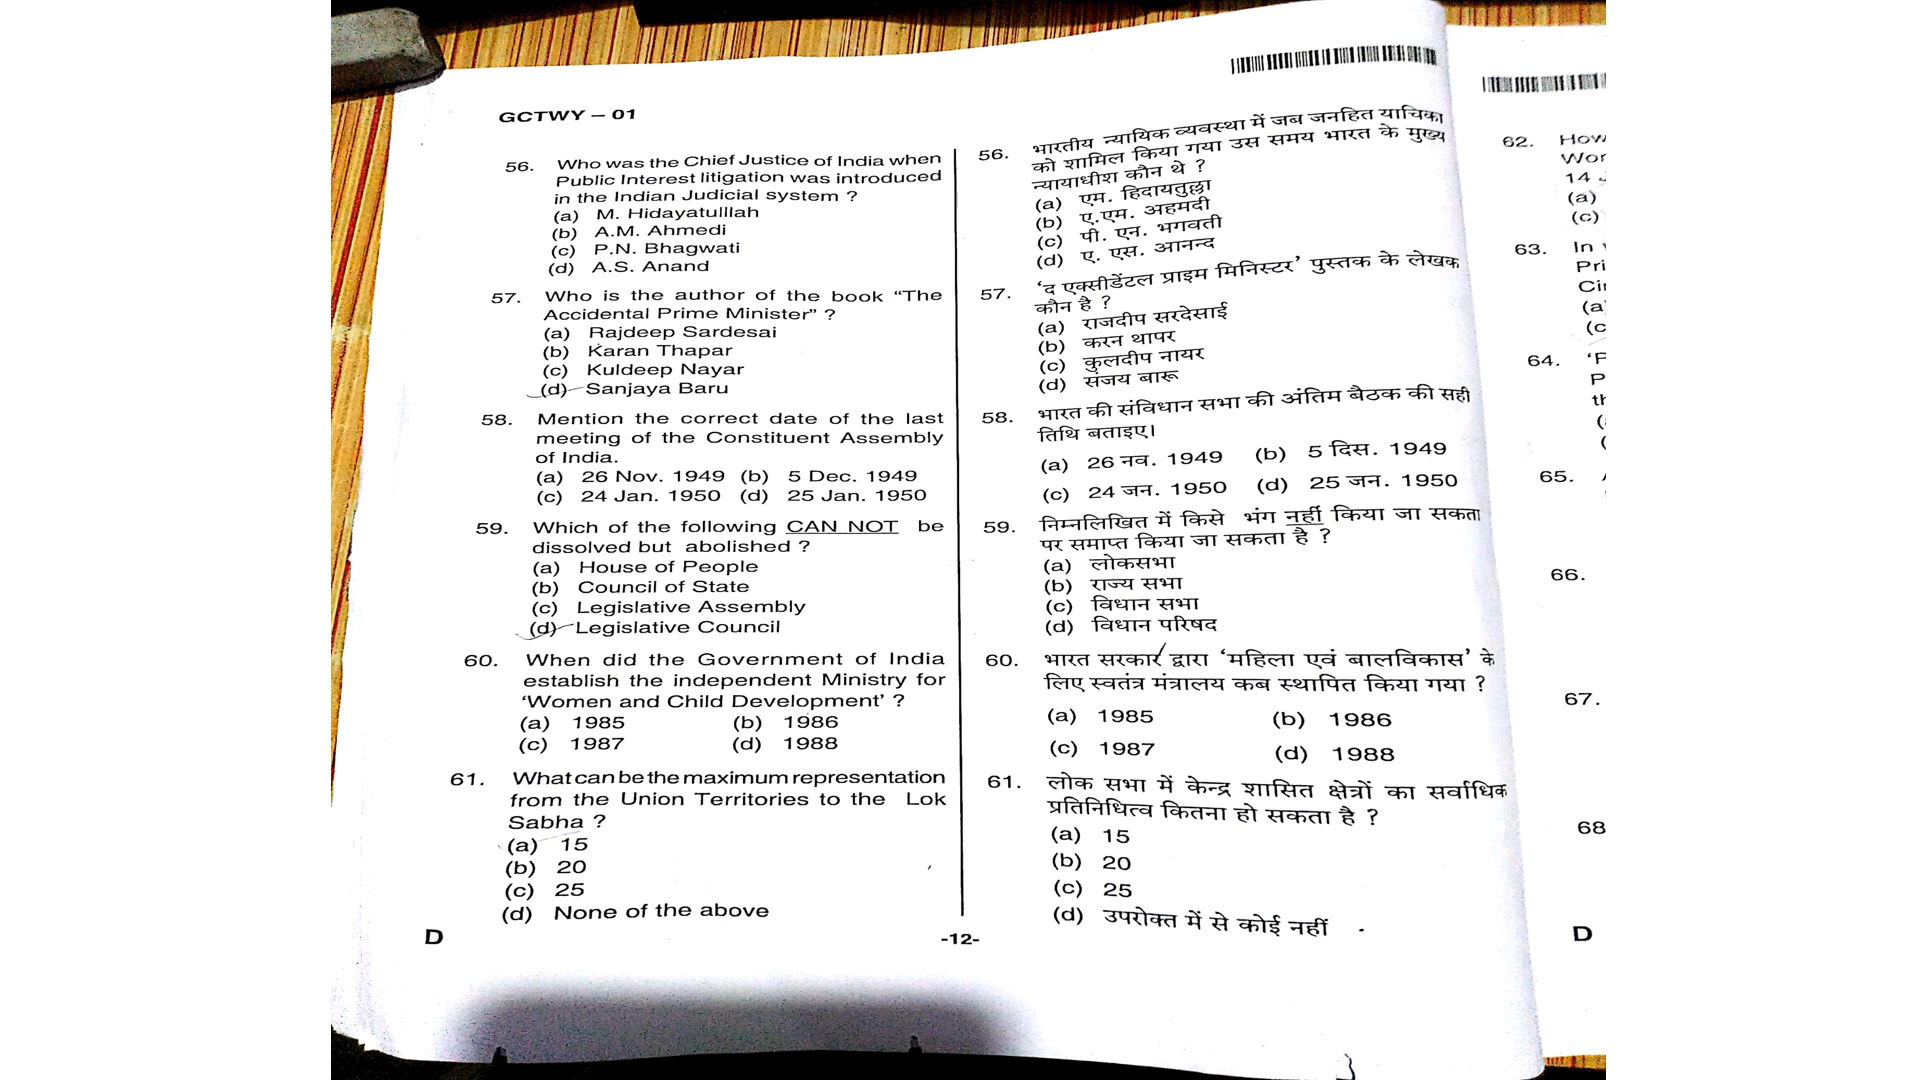 GCTWY – 01
56. Who was the Chief Justice of India when
Public Interest litigation was introduced
in the Indian Judicial system ?
(a) M. Hidayatulllah
(b) A.M. Ahmedi
(c) P.N. Bhagwati
(d) A.S. Anand
57. Who is the author of the book “The
Accidental Prime Minister” ?
(a) Rajdeep Sardesai
(b) Karan Thapar
(c) Kuldeep Nayar
(d) Sanjaya Baru
58. Mention the correct date of the last
meeting of the Constituent Assembly
of India.
(a) 26 Nov. 1949 (b) 5 Dec. 1949
(c) 24 Jan. 1950 (d) 25 Jan. 1950
59. Which of the following CAN NOT be
dissolved but abolished ?
(a) House of People
(b) Council of State
(c) Legislative Assembly
(d) Legislative Council
60. When did the Government of India
establish the independent Ministry for
‘Women and Child Development’ ?
(a) 1985 (b) 1986
(c) 1987 (d) 1988
61. What can be the maximum representation
from the Union Territories to the Lok
Sabha ?
(a) 15
(b) 20
(c) 25
(d) None of the above
D
-12-
56. भारतीय न्यायिक व्यवस्था में जब जनहित याचिका
को शामिल किया गया उस समय भारत के मुख्य
न्यायाधीश कौन थे ?
(a) एम. हिदायतुल्ला
(b) ए.एम. अहमदी
(c) पी. एन. भगवती
(d) ए. एस. आनन्द
57. ‘द एक्सीडेंटल प्राइम मिनिस्टर’ पुस्तक के लेखक
कौन है ?
(a) राजदीप सरदेसाई
(b) करन थापर
(c) कुलदीप नायर
(d) संजय बारू
58. भारत की संविधान सभा की अंतिम बैठक की सही
तिथि बताइए।
(a) 26 नव. 1949 (b) 5 दिस. 1949
(c) 24 जन. 1950 (d) 25 जन. 1950
59. निम्नलिखित में किसे भंग नहीं किया जा सकता
पर समाप्त किया जा सकता है ?
(a) लोकसभा
(b) राज्य सभा
(c) विधान सभा
(d) विधान परिषद
60. भारत सरकार द्वारा ‘महिला एवं बालविकास’ के
लिए स्वतंत्र मंत्रालय कब स्थापित किया गया ?
(a) 1985 (b) 1986
(c) 1987 (d) 1988
61. लोक सभा में केन्द्र शासित क्षेत्रों का सर्वाधिक
प्रतिनिधित्व कितना हो सकता है ?
(a) 15
(b) 20
(c) 25
(d) उपरोक्त में से कोई नहीं
62. How
14
(a)
(c)
63. In
(a)
(c
64.
65.
66.
67.
68
D